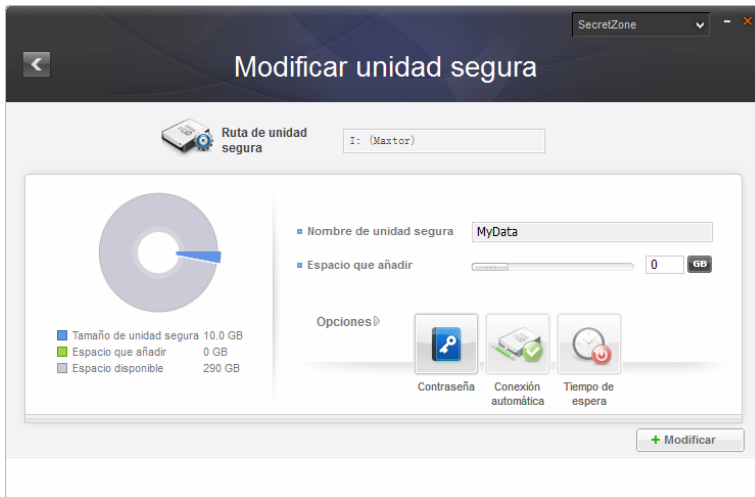 SecretZone
Modificar unidad segura
Ruta de unidad
segura
I: (Maxtor)
Nombre de unidad segura MyData
Espacio que añadir 0 GB
Opciones
Tamaño de unidad segura 10.0 GB
Espacio que añadir 0 GB
Espacio disponible 290 GB
Contraseña
Conexión
automática
Tiempo de
espera
+ Modificar